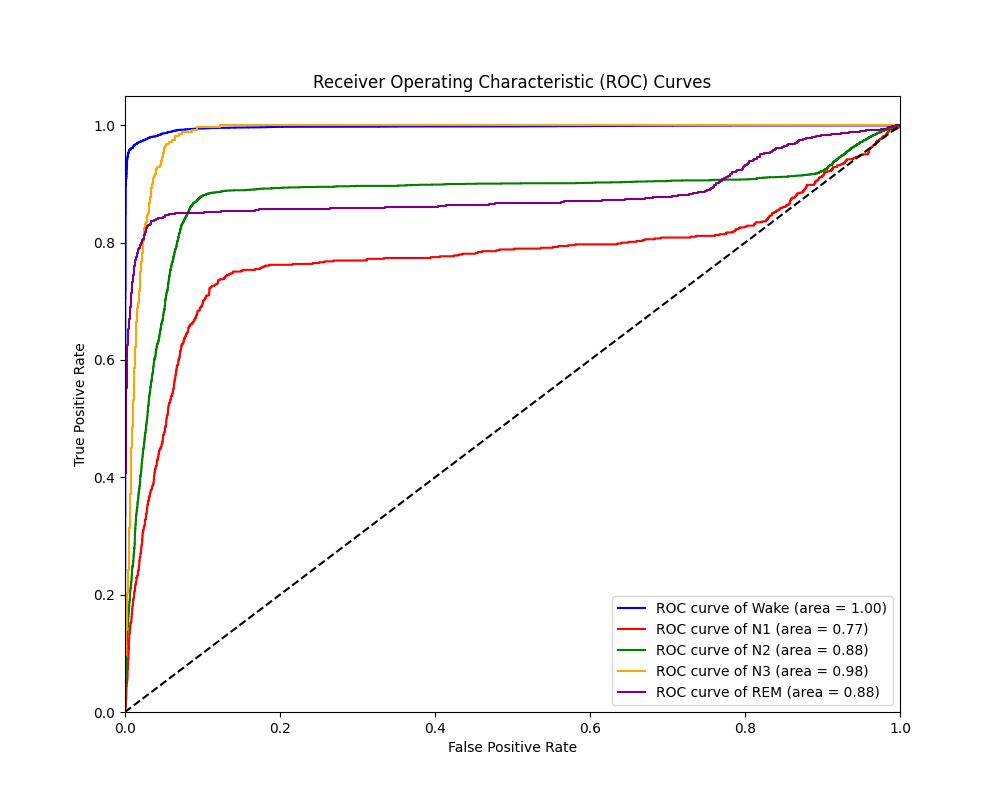 Receiver Operating Characteristic (ROC) Curves
True Positive Rate
1.0
0.8
0.6
0.4
0.2
0.0
0.0 0.2 0.4 0.6 0.8 1.0
False Positive Rate
ROC curve of Wake (area = 1.00)
ROC curve of N1 (area = 0.77)
ROC curve of N2 (area = 0.88)
ROC curve of N3 (area = 0.98)
ROC curve of REM (area = 0.88)